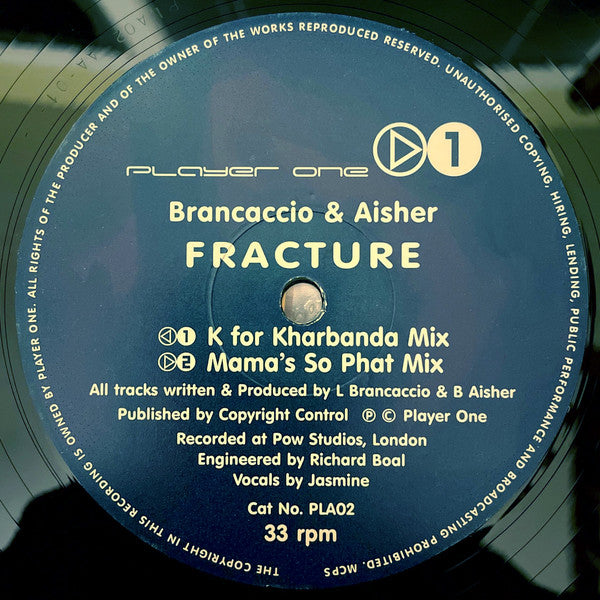 THE COPYRIGHT IN THIS RECORDING IS OWNED BY PLAYER ONE. ALL RIGHTS OF THE PRODUCER AND OF THE OWNER OF THE WORKS REPRODUCED RESERVED. UNAUTHORISED COPYING, HIRING, LENDING, PUBLIC PERFORMANCE AND BROADCASTING PROHIBITED. MCPS
PLAYER ONE 1
Brancaccio & Aisher
FRACTURE
1 K for Kharbanda Mix
2 Mama's So Phat Mix
All tracks written & Produced by L Brancaccio & B Aisher
Published by Copyright Control ℗ © Player One
Recorded at Pow Studios, London
Engineered by Richard Boal
Vocals by Jasmine
Cat No. PLA02
33 rpm